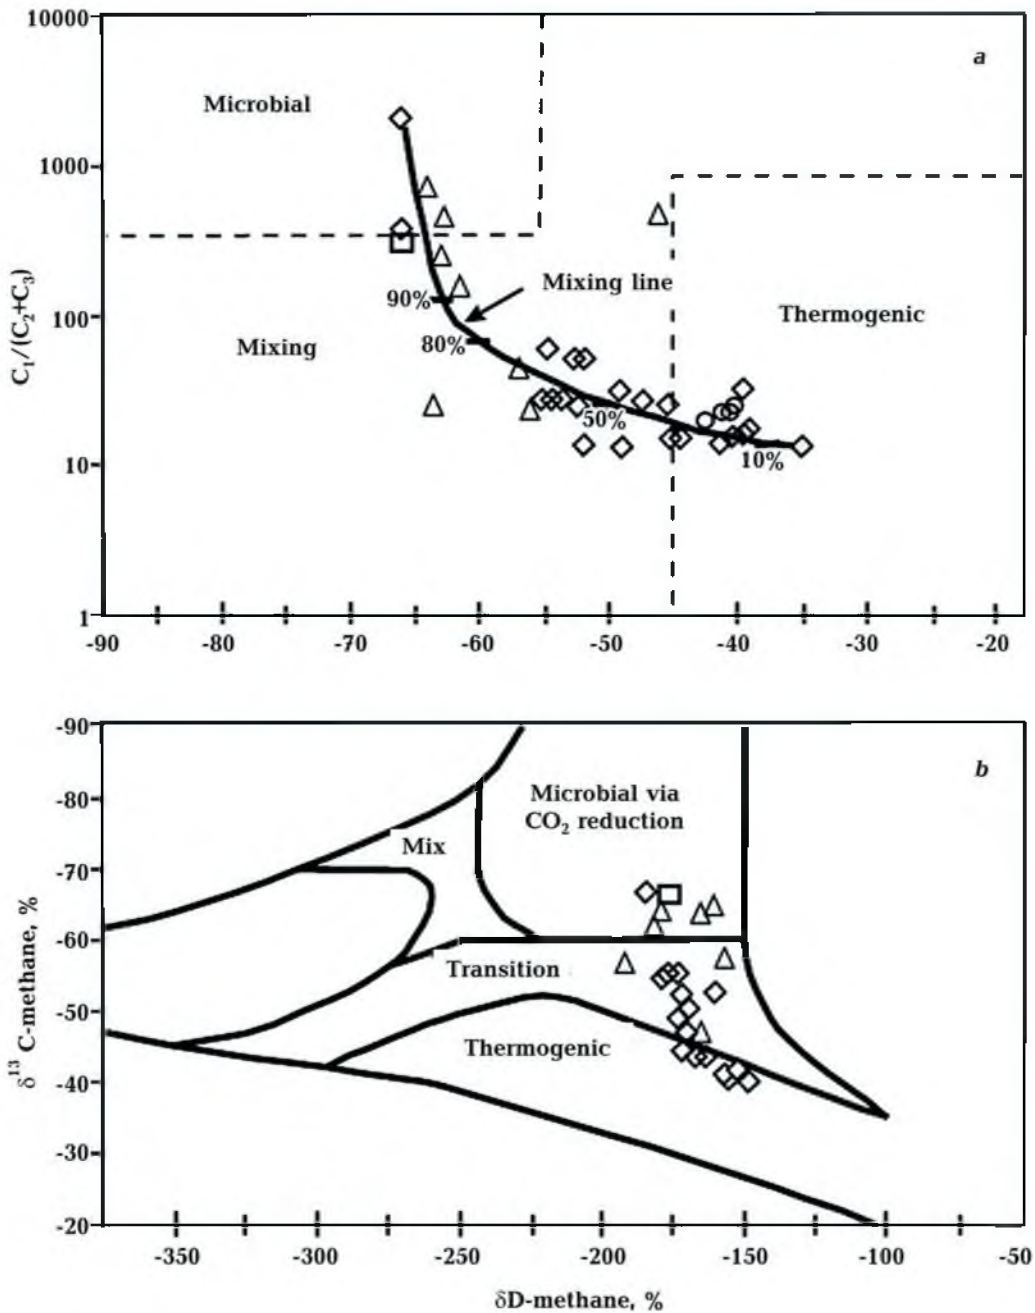 a
10000
1000
100
10
1
C₁/(C₂+C₃)
Microbial
Mixing
Mixing line
Thermogenic
90%
80%
50%
10%
-90 -80 -70 -60 -50 -40 -30 -20
b
-90
-80
-70
-60
-50
-40
-30
-20
δ¹³ C-methane, %
Microbial via
CO₂ reduction
Mix
Transition
Thermogenic
-350 -300 -250 -200 -150 -100 -50
δD-methane, %